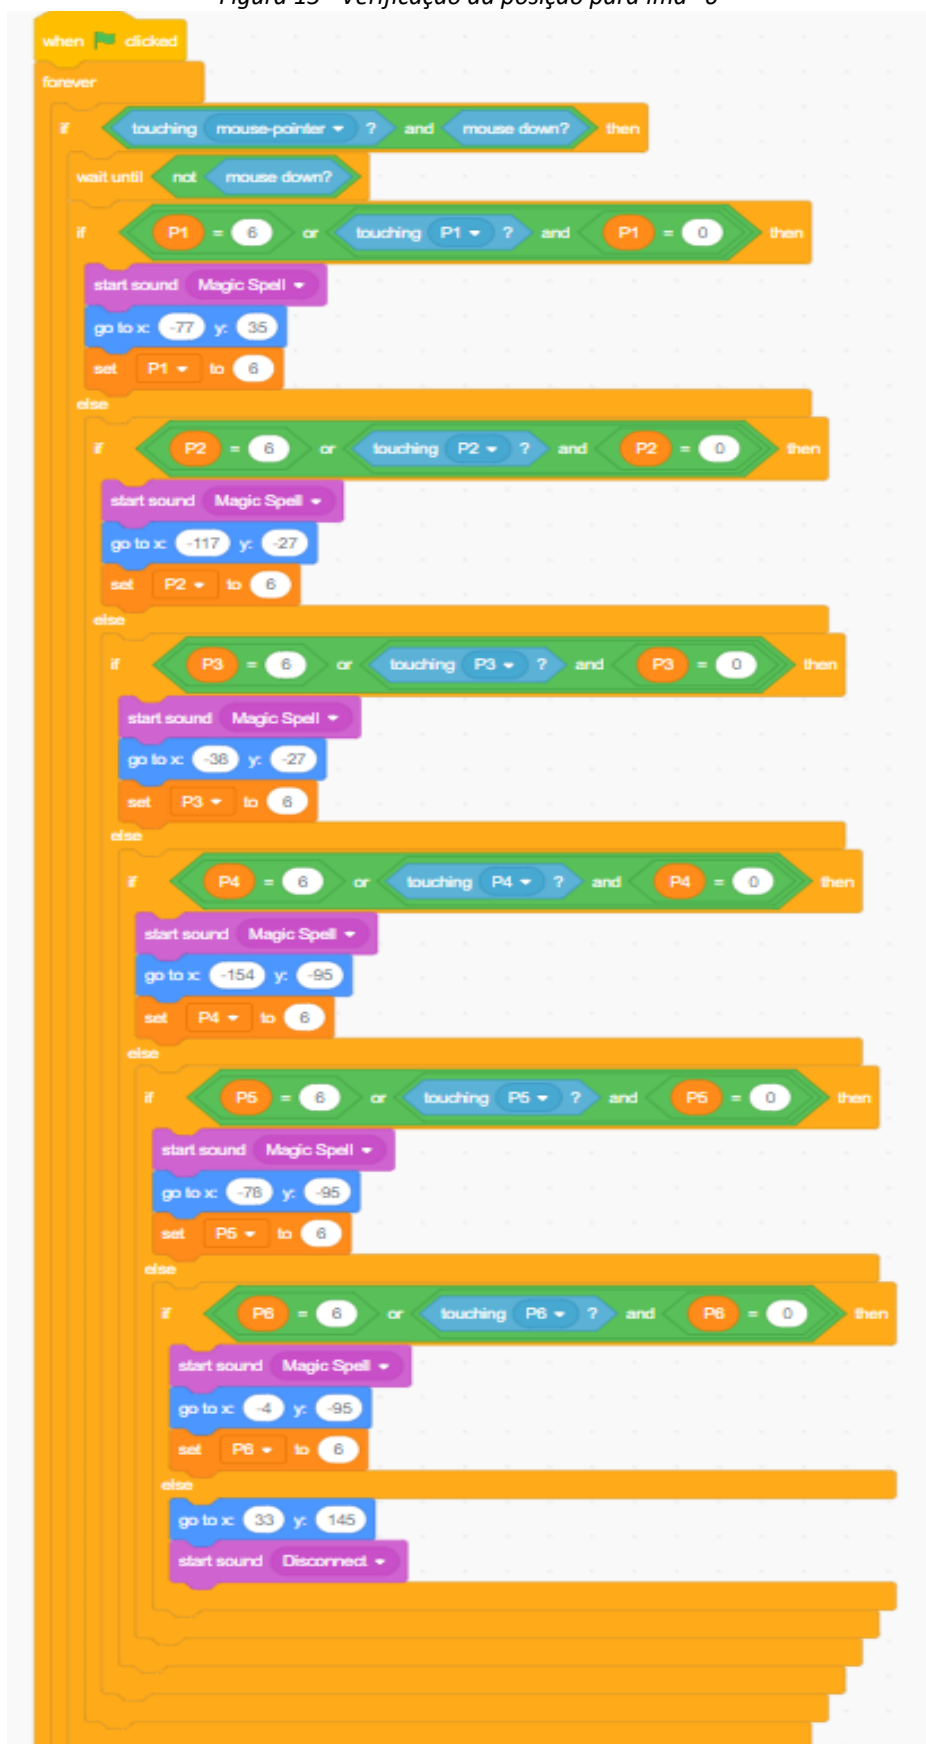 Figura 15 - Verificação da posição para ímã "6"
when clicked
forever
if touching mouse-pointer ? and mouse down? then
wait until not mouse down?
if P1 = 6 or touching P1 ? and P1 = 0 then
start sound Magic Spell
go to x: -77 y: 35
set P1 to 6
else
if P2 = 6 or touching P2 ? and P2 = 0 then
start sound Magic Spell
go to x: -117 y: -27
set P2 to 6
else
if P3 = 6 or touching P3 ? and P3 = 0 then
start sound Magic Spell
go to x: -38 y: -27
set P3 to 6
else
if P4 = 6 or touching P4 ? and P4 = 0 then
start sound Magic Spell
go to x: -154 y: -95
set P4 to 6
else
if P5 = 6 or touching P5 ? and P5 = 0 then
start sound Magic Spell
go to x: -78 y: -95
set P5 to 6
else
if P6 = 6 or touching P6 ? and P6 = 0 then
start sound Magic Spell
go to x: -4 y: -95
set P6 to 6
else
go to x: 33 y: 145
start sound Disconnect